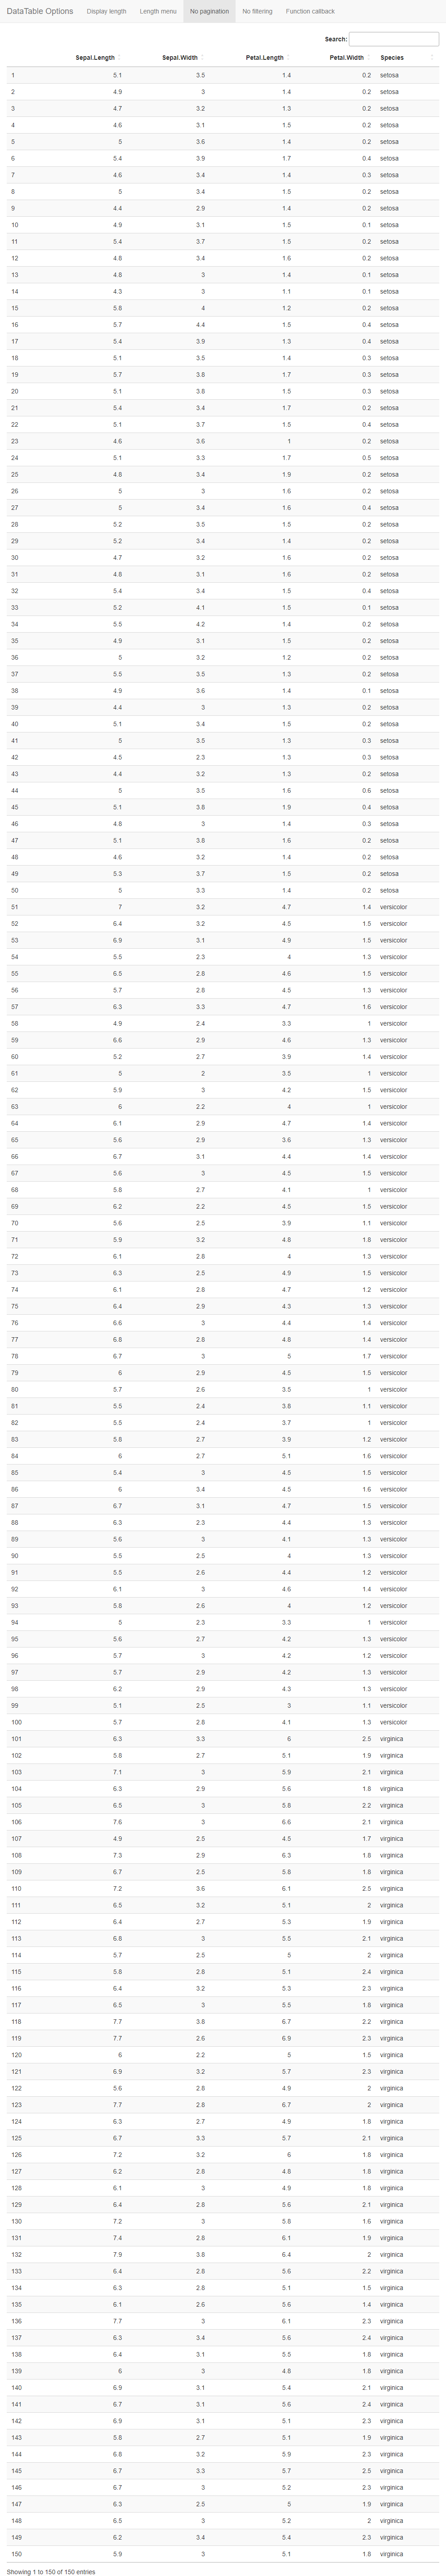 DataTable Options Display length Length menu No pagination No filtering Function callback
Search:
Sepal.Length Sepal.Width Petal.Length Petal.Width Species
1 5.1 3.5 1.4 0.2 setosa
2 4.9 3 1.4 0.2 setosa
3 4.7 3.2 1.3 0.2 setosa
4 4.6 3.1 1.5 0.2 setosa
5 5 3.6 1.4 0.2 setosa
6 5.4 3.9 1.7 0.4 setosa
7 4.6 3.4 1.4 0.3 setosa
8 5 3.4 1.5 0.2 setosa
9 4.4 2.9 1.4 0.2 setosa
10 4.9 3.1 1.5 0.1 setosa
11 5.4 3.7 1.5 0.2 setosa
12 4.8 3.4 1.6 0.2 setosa
13 4.8 3 1.4 0.1 setosa
14 4.3 3 1.1 0.1 setosa
15 5.8 4 1.2 0.2 setosa
16 5.7 4.4 1.5 0.4 setosa
17 5.4 3.9 1.3 0.4 setosa
18 5.1 3.5 1.4 0.3 setosa
19 5.7 3.8 1.7 0.3 setosa
20 5.1 3.8 1.5 0.3 setosa
21 5.4 3.4 1.7 0.2 setosa
22 5.1 3.7 1.5 0.4 setosa
23 4.6 3.6 1 0.2 setosa
24 5.1 3.3 1.7 0.5 setosa
25 4.8 3.4 1.9 0.2 setosa
26 5 3 1.6 0.2 setosa
27 5 3.4 1.6 0.4 setosa
28 5.2 3.5 1.5 0.2 setosa
29 5.2 3.4 1.4 0.2 setosa
30 4.7 3.2 1.6 0.2 setosa
31 4.8 3.1 1.6 0.2 setosa
32 5.4 3.4 1.5 0.4 setosa
33 5.2 4.1 1.5 0.1 setosa
34 5.5 4.2 1.4 0.2 setosa
35 4.9 3.1 1.5 0.2 setosa
36 5 3.2 1.2 0.2 setosa
37 5.5 3.5 1.3 0.2 setosa
38 4.9 3.6 1.4 0.1 setosa
39 4.4 3 1.3 0.2 setosa
40 5.1 3.4 1.5 0.2 setosa
41 5 3.5 1.3 0.3 setosa
42 4.5 2.3 1.3 0.3 setosa
43 4.4 3.2 1.3 0.2 setosa
44 5 3.5 1.6 0.6 setosa
45 5.1 3.8 1.9 0.4 setosa
46 4.8 3 1.4 0.3 setosa
47 5.1 3.8 1.6 0.2 setosa
48 4.6 3.2 1.4 0.2 setosa
49 5.3 3.7 1.5 0.2 setosa
50 5 3.3 1.4 0.2 setosa
51 7 3.2 4.7 1.4 versicolor
52 6.4 3.2 4.5 1.5 versicolor
53 6.9 3.1 4.9 1.5 versicolor
54 5.5 2.3 4 1.3 versicolor
55 6.5 2.8 4.6 1.5 versicolor
56 5.7 2.8 4.5 1.3 versicolor
57 6.3 3.3 4.7 1.6 versicolor
58 4.9 2.4 3.3 1 versicolor
59 6.6 2.9 4.6 1.3 versicolor
60 5.2 2.7 3.9 1.4 versicolor
61 5 2 3.5 1 versicolor
62 5.9 3 4.2 1.5 versicolor
63 6 2.2 4 1 versicolor
64 6.1 2.9 4.7 1.4 versicolor
65 5.6 2.9 3.6 1.3 versicolor
66 6.7 3.1 4.4 1.4 versicolor
67 5.6 3 4.5 1.5 versicolor
68 5.8 2.7 4.1 1 versicolor
69 6.2 2.2 4.5 1.5 versicolor
70 5.6 2.5 3.9 1.1 versicolor
71 5.9 3.2 4.8 1.8 versicolor
72 6.1 2.8 4 1.3 versicolor
73 6.3 2.5 4.9 1.5 versicolor
74 6.1 2.8 4.7 1.2 versicolor
75 6.4 2.9 4.3 1.3 versicolor
76 6.6 3 4.4 1.4 versicolor
77 6.8 2.8 4.8 1.4 versicolor
78 6.7 3 5 1.7 versicolor
79 6 2.9 4.5 1.5 versicolor
80 5.7 2.6 3.5 1 versicolor
81 5.5 2.4 3.8 1.1 versicolor
82 5.5 2.4 3.7 1 versicolor
83 5.8 2.7 3.9 1.2 versicolor
84 6 2.7 5.1 1.6 versicolor
85 5.4 3 4.5 1.5 versicolor
86 6 3.4 4.5 1.6 versicolor
87 6.7 3.1 4.7 1.5 versicolor
88 6.3 2.3 4.4 1.3 versicolor
89 5.6 3 4.1 1.3 versicolor
90 5.5 2.5 4 1.3 versicolor
91 5.5 2.6 4.4 1.2 versicolor
92 6.1 3 4.6 1.4 versicolor
93 5.8 2.6 4 1.2 versicolor
94 5 2.3 3.3 1 versicolor
95 5.6 2.7 4.2 1.3 versicolor
96 5.7 3 4.2 1.2 versicolor
97 5.7 2.9 4.2 1.3 versicolor
98 6.2 2.9 4.3 1.3 versicolor
99 5.1 2.5 3 1.1 versicolor
100 5.7 2.8 4.1 1.3 versicolor
101 6.3 3.3 6 2.5 virginica
102 5.8 2.7 5.1 1.9 virginica
103 7.1 3 5.9 2.1 virginica
104 6.3 2.9 5.6 1.8 virginica
105 6.5 3 5.8 2.2 virginica
106 7.6 3 6.6 2.1 virginica
107 4.9 2.5 4.5 1.7 virginica
108 7.3 2.9 6.3 1.8 virginica
109 6.7 2.5 5.8 1.8 virginica
110 7.2 3.6 6.1 2.5 virginica
111 6.5 3.2 5.1 2 virginica
112 6.4 2.7 5.3 1.9 virginica
113 6.8 3 5.5 2.1 virginica
114 5.7 2.5 5 2 virginica
115 5.8 2.8 5.1 2.4 virginica
116 6.4 3.2 5.3 2.3 virginica
117 6.5 3 5.5 1.8 virginica
118 7.7 3.8 6.7 2.2 virginica
119 7.7 2.6 6.9 2.3 virginica
120 6 2.2 5 1.5 virginica
121 6.9 3.2 5.7 2.3 virginica
122 5.6 2.8 4.9 2 virginica
123 7.7 2.8 6.7 2 virginica
124 6.3 2.7 4.9 1.8 virginica
125 6.7 3.3 5.7 2.1 virginica
126 7.2 3.2 6 1.8 virginica
127 6.2 2.8 4.8 1.8 virginica
128 6.1 3 4.9 1.8 virginica
129 6.4 2.8 5.6 2.1 virginica
130 7.2 3 5.8 1.6 virginica
131 7.4 2.8 6.1 1.9 virginica
132 7.9 3.8 6.4 2 virginica
133 6.4 2.8 5.6 2.2 virginica
134 6.3 2.8 5.1 1.5 virginica
135 6.1 2.6 5.6 1.4 virginica
136 7.7 3 6.1 2.3 virginica
137 6.3 3.4 5.6 2.4 virginica
138 6.4 3.1 5.5 1.8 virginica
139 6 3 4.8 1.8 virginica
140 6.9 3.1 5.4 2.1 virginica
141 6.7 3.1 5.6 2.4 virginica
142 6.9 3.1 5.1 2.3 virginica
143 5.8 2.7 5.1 1.9 virginica
144 6.8 3.2 5.9 2.3 virginica
145 6.7 3.3 5.7 2.5 virginica
146 6.7 3 5.2 2.3 virginica
147 6.3 2.5 5 1.9 virginica
148 6.5 3 5.2 2 virginica
149 6.2 3.4 5.4 2.3 virginica
150 5.9 3 5.1 1.8 virginica
Showing 1 to 150 of 150 entries